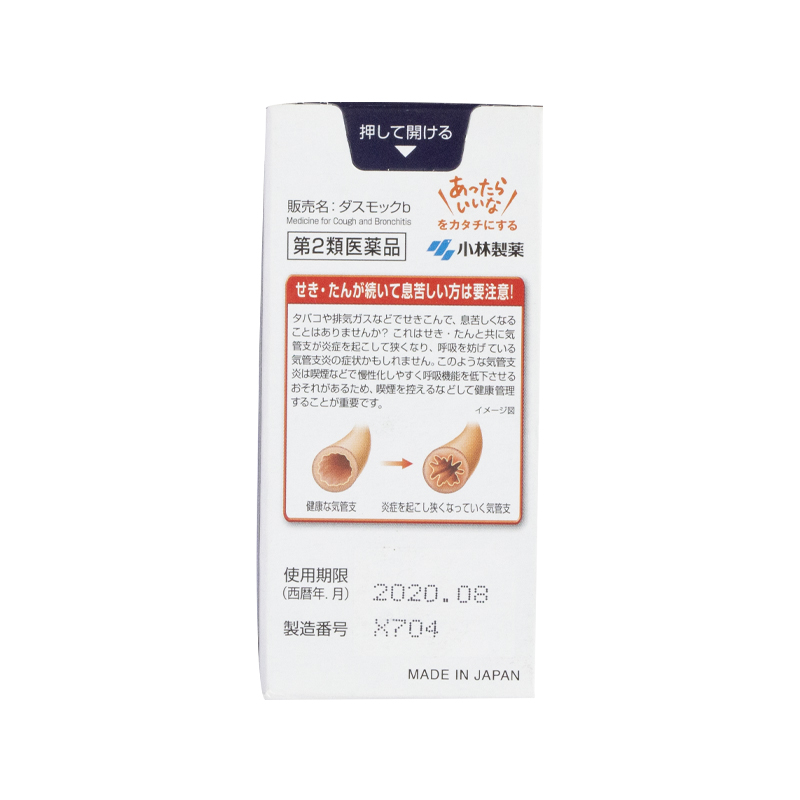 押して開ける
あったら
いいな
をカタチにする
販売名:ダスモックb
Medicine for Cough and Bronchitis
第2類医薬品
小林製薬
せき・たんが続いて息苦しい方は要注意!
タバコや排気ガスなどでせきこんで、息苦しくなる
ことはありませんか? これはせき・たんと共に気
管支が炎症を起こして狭くなり、呼吸を妨げている
気管支炎の症状かもしれません。このような気管支
炎は喫煙などで慢性化しやすく呼吸機能を低下させる
おそれがあるため、喫煙を控えるなどして健康管理
することが重要です。
イメージ図
健康な気管支
炎症を起こし狭くなっていく気管支
使用期限
(西暦年.月)
2020.08
製造番号
X704
MADE IN JAPAN